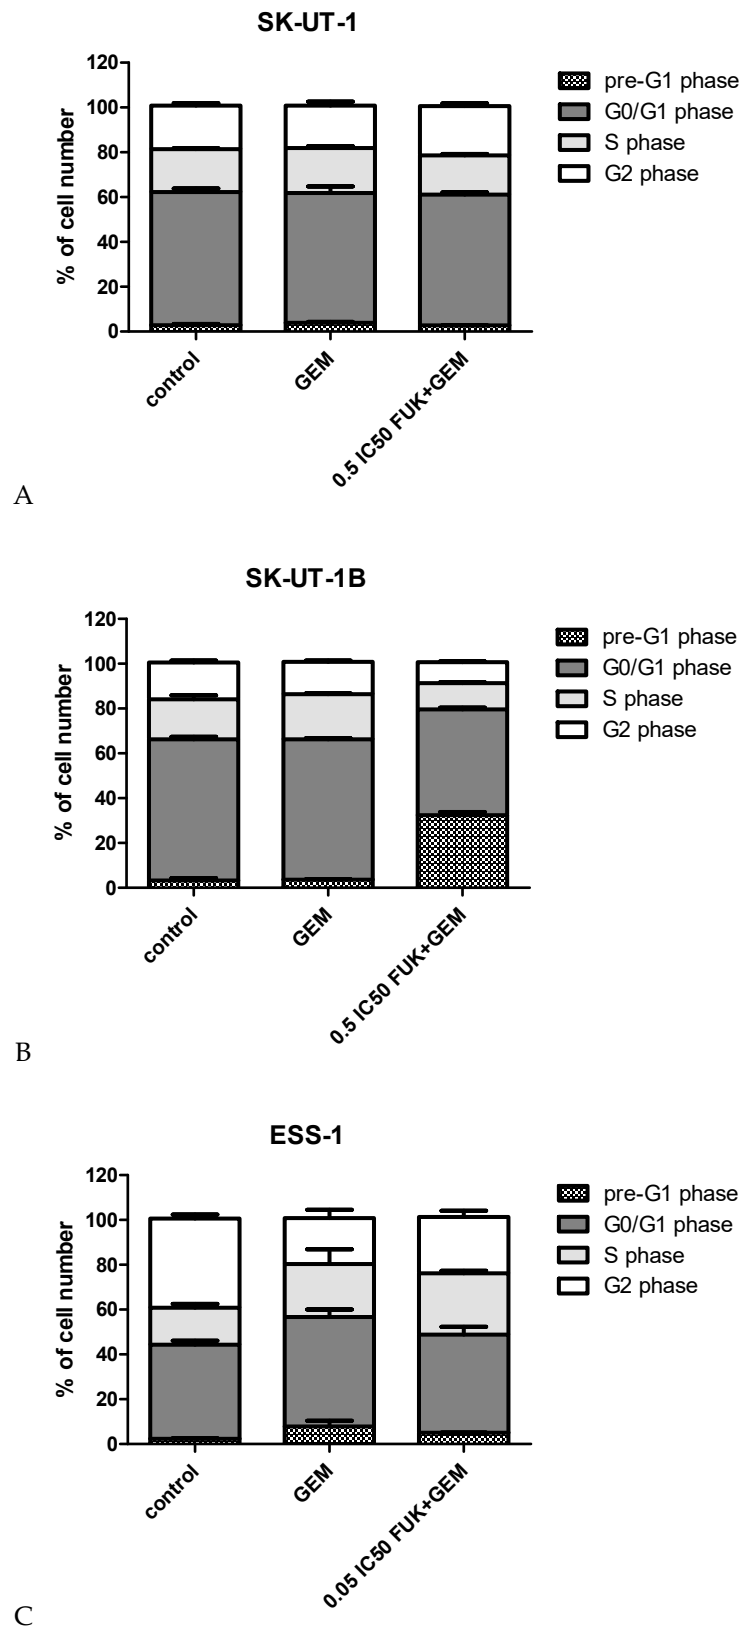 SK-UT-1
% of cell number
120
100
80
60
40
20
0
control
GEM
0.5 IC50 FUK+GEM
pre-G1 phase
G0/G1 phase
S phase
G2 phase
A
SK-UT-1B
% of cell number
120
100
80
60
40
20
0
control
GEM
0.5 IC50 FUK+GEM
pre-G1 phase
G0/G1 phase
S phase
G2 phase
B
ESS-1
% of cell number
120
100
80
60
40
20
0
control
GEM
0.05 IC50 FUK+GEM
pre-G1 phase
G0/G1 phase
S phase
G2 phase
C